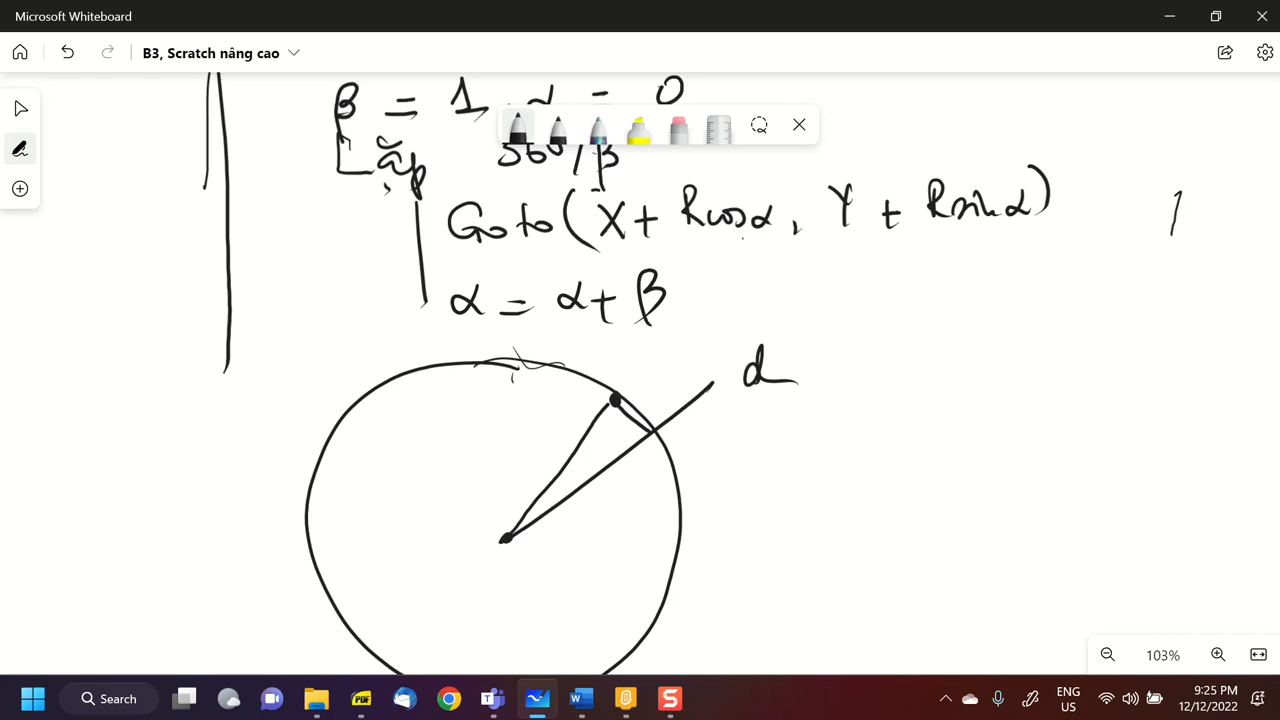 Microsoft Whiteboard
B3, Scratch nâng cao
β = 1, α = 0
Lặp 360/β
Goto(X + Rcosα, Y + Rsinα)
α = α + β
d
103%
Search
ENG
US
9:25 PM
12/12/2022